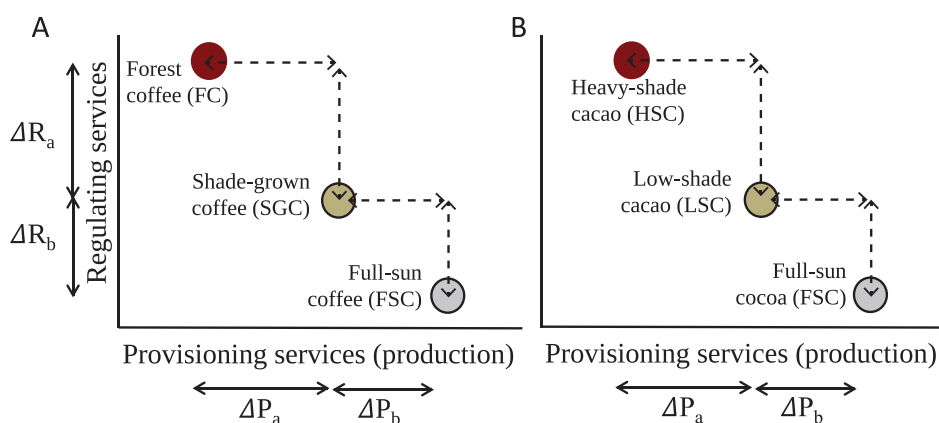 A
Regulating services
ΔRa
ΔRb
Forest
coffee (FC)
Shade-grown
coffee (SGC)
Full-sun
coffee (FSC)
Provisioning services (production)
ΔPa
ΔPb
B
Heavy-shade
cacao (HSC)
Low-shade
cacao (LSC)
Full-sun
cocoa (FSC)
Provisioning services (production)
ΔPa
ΔPb